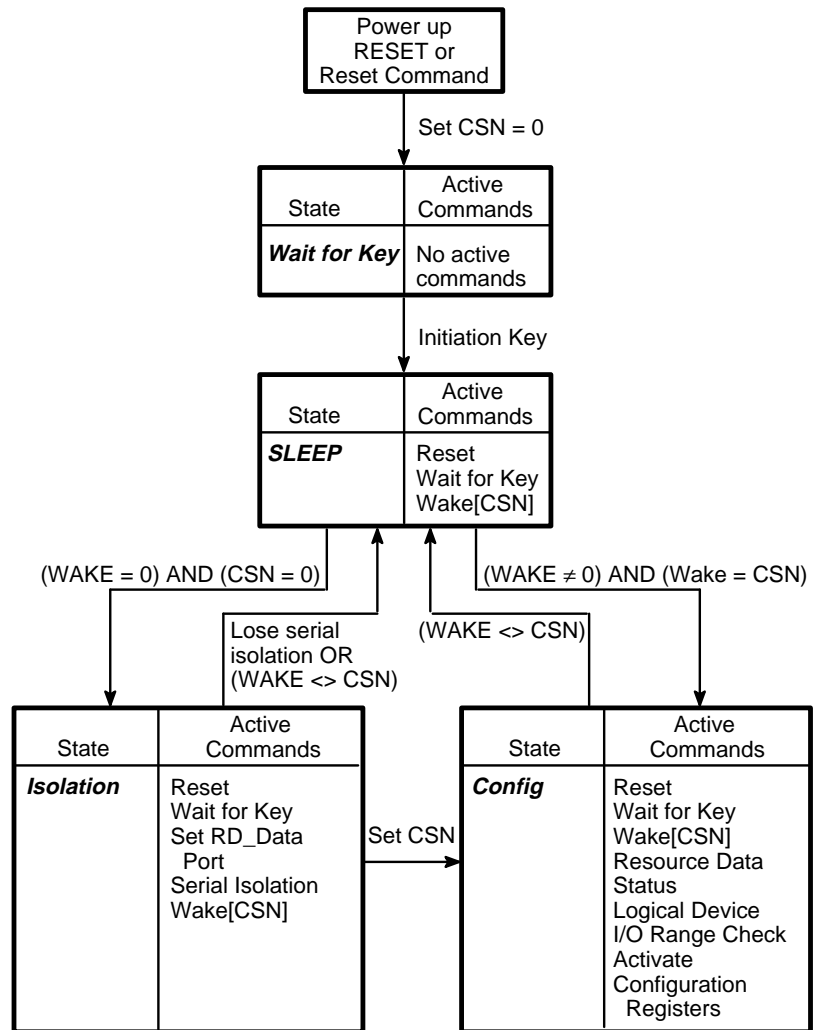 Power up
RESET or
Reset Command
Set CSN = 0
State
Active
Commands
Wait for Key
No active
commands
Initiation Key
State
Active
Commands
SLEEP
Reset
Wait for Key
Wake[CSN]
(WAKE = 0) AND (CSN = 0)
(WAKE ≠ 0) AND (Wake = CSN)
Lose serial
isolation OR
(WAKE <> CSN)
(WAKE <> CSN)
State
Active
Commands
Isolation
Reset
Wait for Key
Set RD_Data
Port
Serial Isolation
Wake[CSN]
Set CSN
State
Active
Commands
Config
Reset
Wait for Key
Wake[CSN]
Resource Data
Status
Logical Device
I/O Range Check
Activate
Configuration
Registers